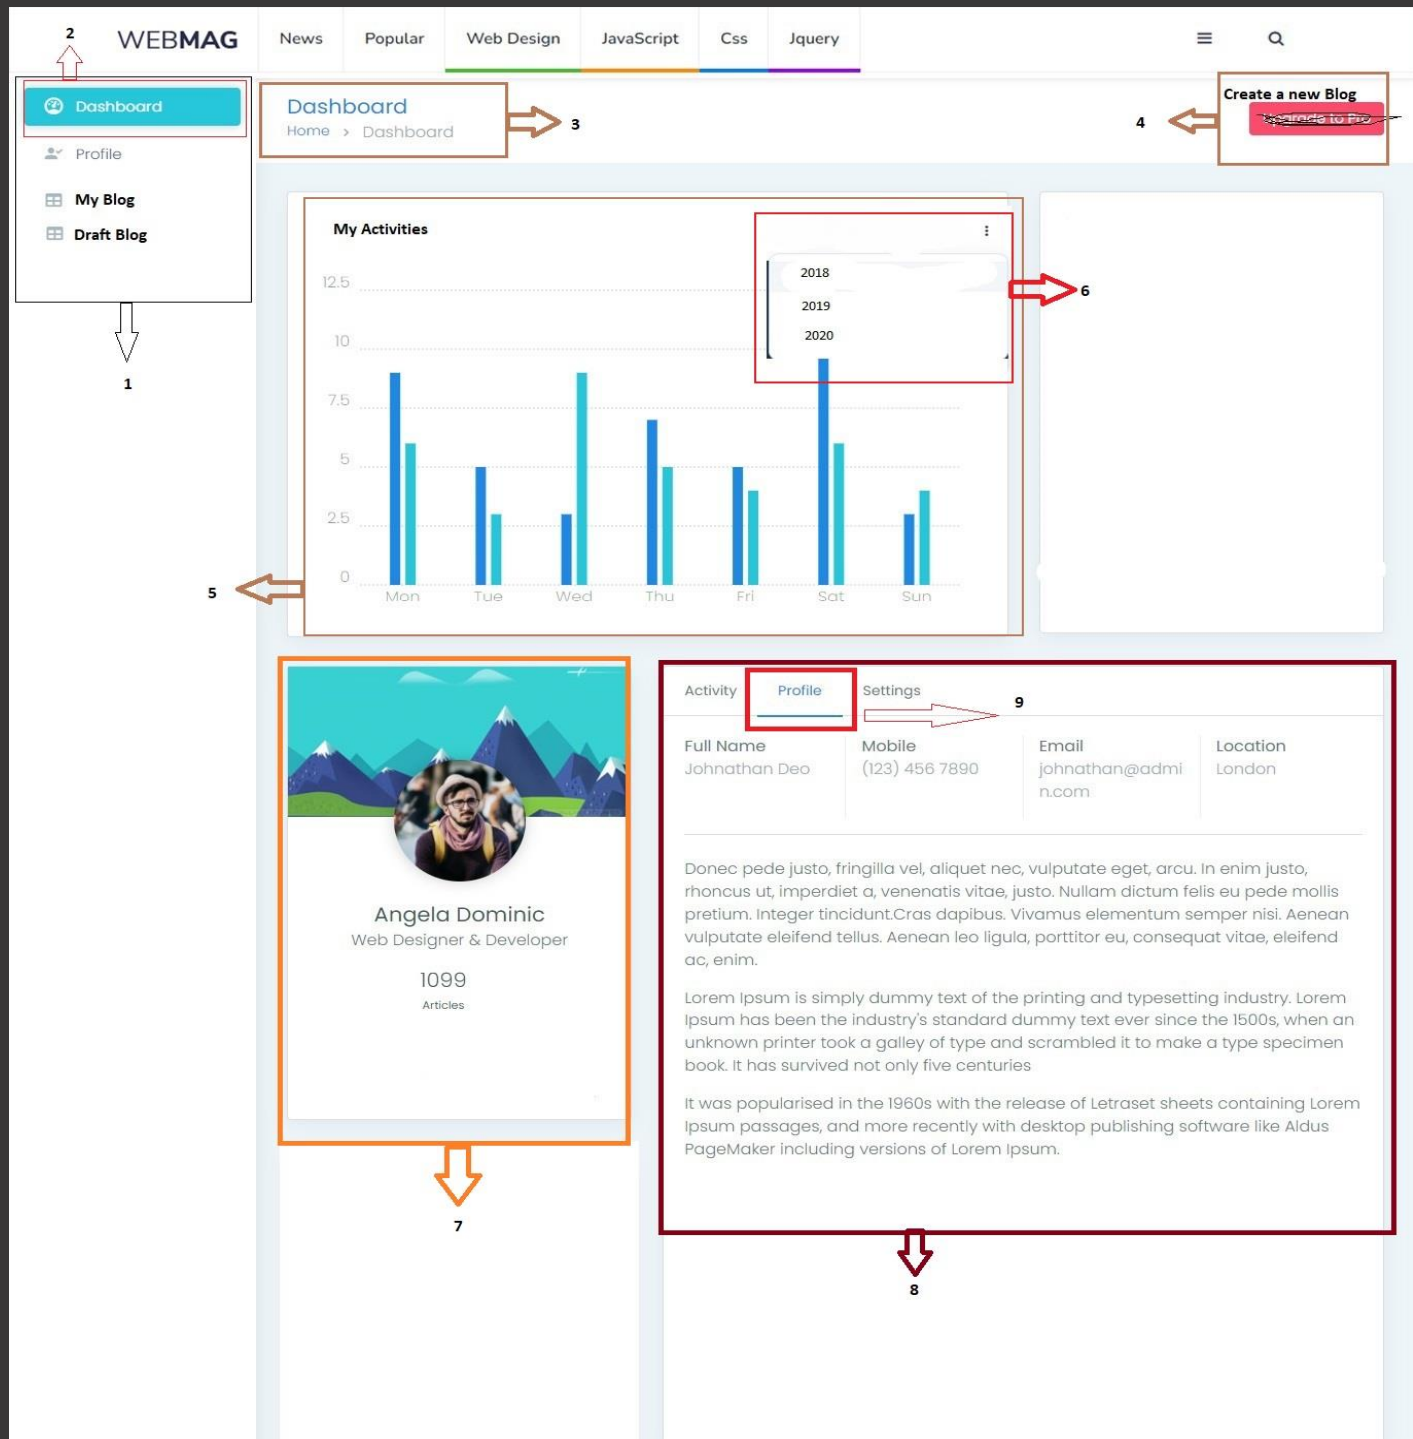 2
WEBMAG
News
Popular
Web Design
JavaScript
Css
Jquery
Dashboard
Profile
My Blog
Draft Blog
1
Dashboard
Home > Dashboard
3
4
Create a new Blog
Upgrade to Pro
My Activities
2018
2019
2020
6
12.5
10
7.5
5
2.5
0
Mon
Tue
Wed
Thu
Fri
Sat
Sun
5
Angela Dominic
Web Designer & Developer
1099
Articles
7
Activity
Profile
Settings
9
Full Name
Johnathan Deo
Mobile
(123) 456 7890
Email
johnathan@admi
n.com
Location
London
Donec pede justo, fringilla vel, aliquet nec, vulputate eget, arcu. In enim justo,
rhoncus ut, imperdiet a, venenatis vitae, justo. Nullam dictum felis eu pede mollis
pretium. Integer tincidunt.Cras dapibus. Vivamus elementum semper nisi. Aenean
vulputate eleifend tellus. Aenean leo ligula, porttitor eu, consequat vitae, eleifend
ac, enim.
Lorem Ipsum is simply dummy text of the printing and typesetting industry. Lorem
Ipsum has been the industry's standard dummy text ever since the 1500s, when an
unknown printer took a galley of type and scrambled it to make a type specimen
book. It has survived not only five centuries
It was popularised in the 1960s with the release of Letraset sheets containing Lorem
Ipsum passages, and more recently with desktop publishing software like Aldus
PageMaker including versions of Lorem Ipsum.
8